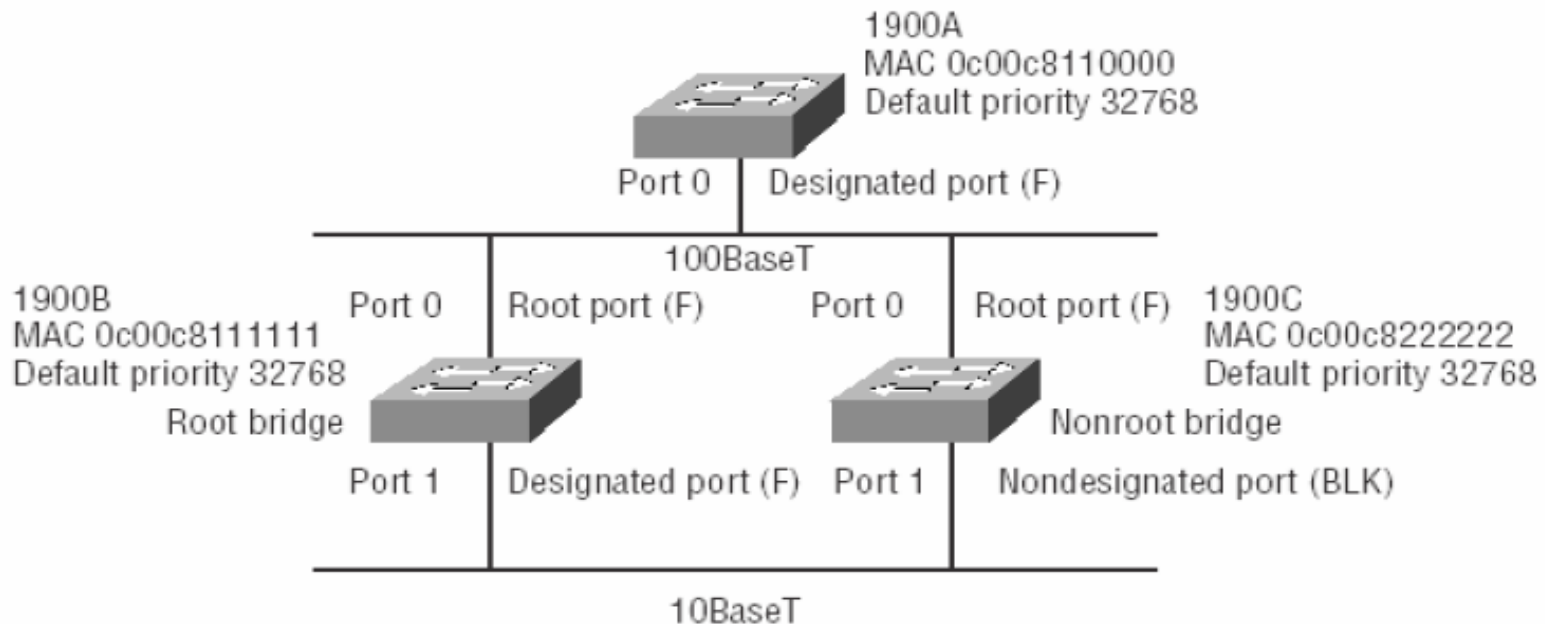 1900A
MAC 0c00c8110000
Default priority 32768
Port 0
Designated port (F)
100BaseT
1900B
MAC 0c00c8111111
Default priority 32768
Root bridge
Port 0
Root port (F)
Port 0
Root port (F)
1900C
MAC 0c00c8222222
Default priority 32768
Nonroot bridge
Port 1
Designated port (F)
Port 1
Nondesignated port (BLK)
10BaseT